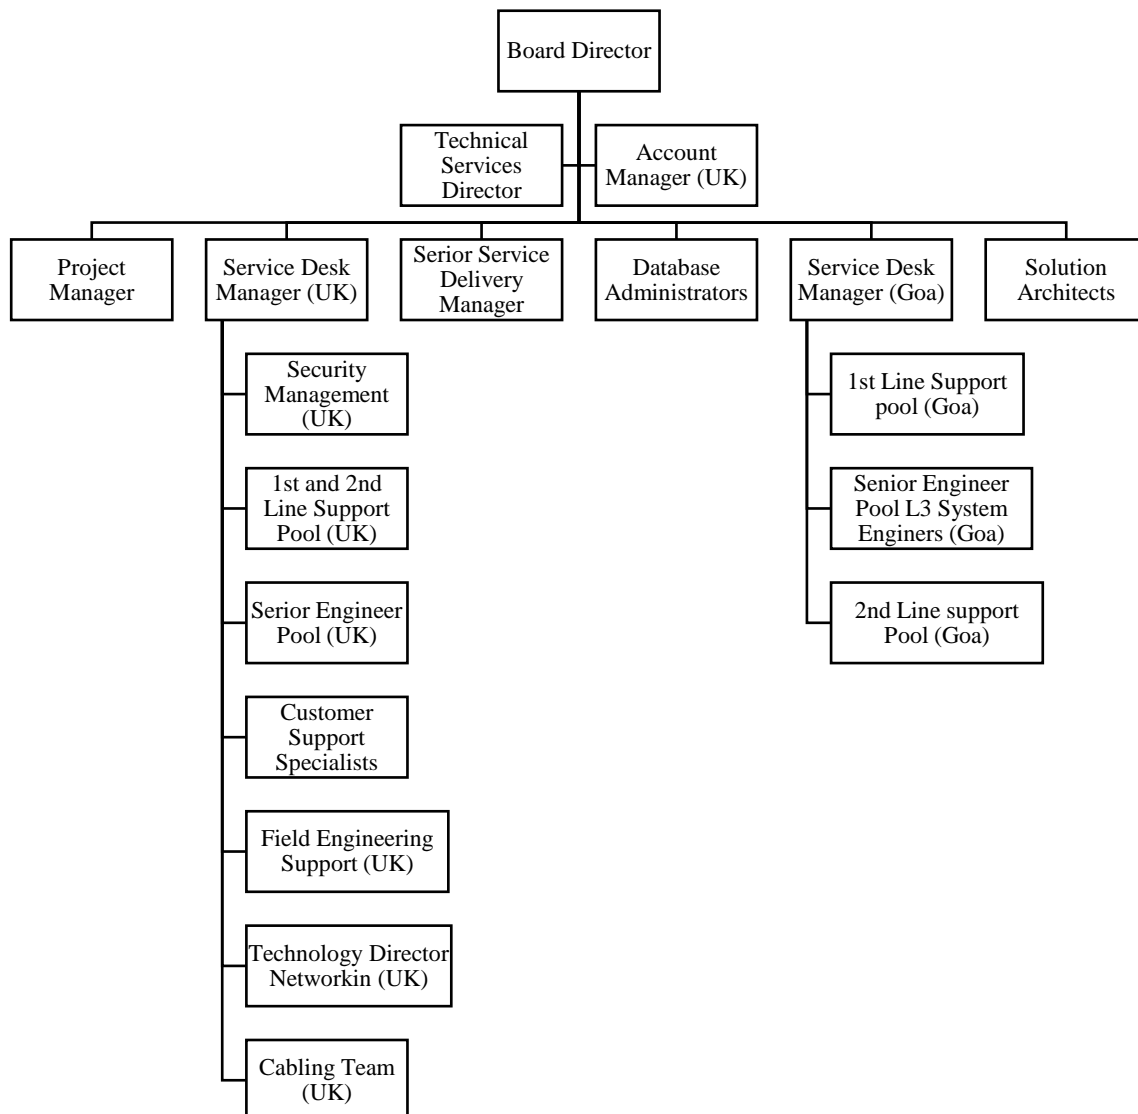 Board Director
Technical
Services
Director
Account
Manager (UK)
Project
Manager
Service Desk
Manager (UK)
Serior Service
Delivery
Manager
Database
Administrators
Service Desk
Manager (Goa)
Solution
Architects
Security
Management
(UK)
1st and 2nd
Line Support
Pool (UK)
Serior Engineer
Pool (UK)
Customer
Support
Specialists
Field Engineering
Support (UK)
Technology Director
Networkin (UK)
Cabling Team
(UK)
1st Line Support
pool (Goa)
Senior Engineer
Pool L3 System
Enginers (Goa)
2nd Line support
Pool (Goa)